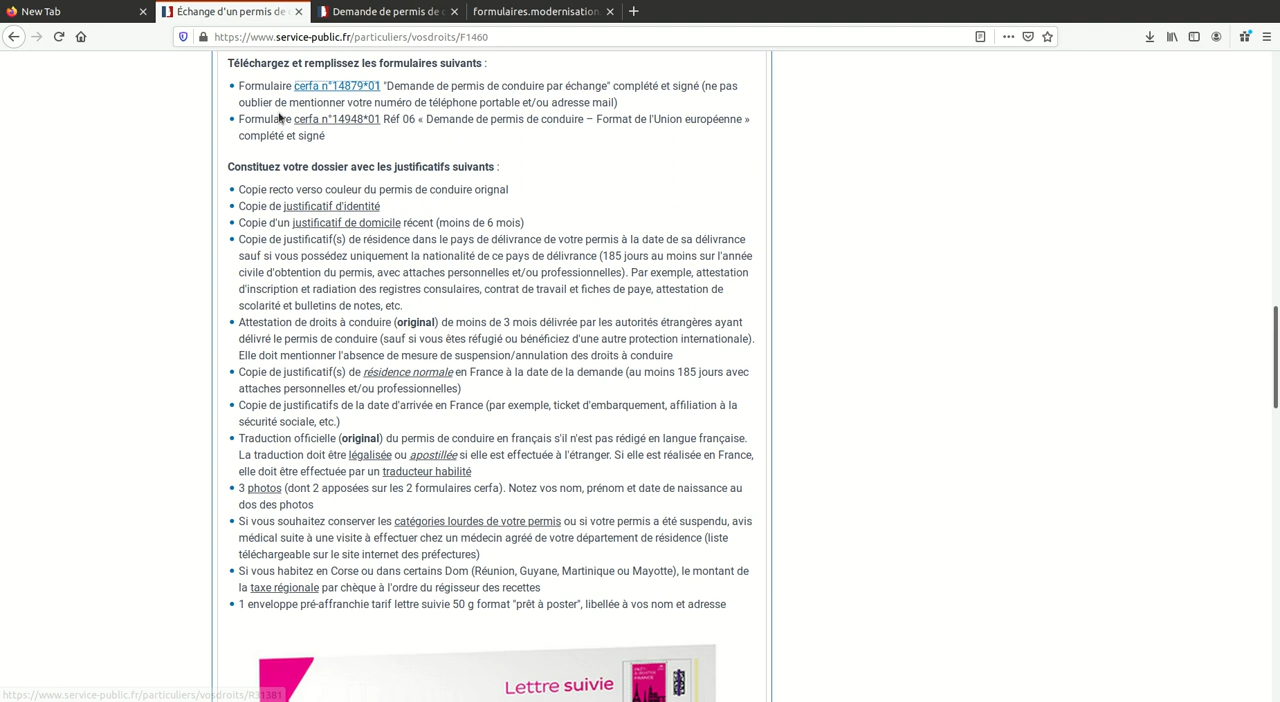 New Tab
Échange d'un permis de c
Demande de permis de c
formulaires.modernisation
https://www.service-public.fr/particuliers/vosdroits/F1460
Téléchargez et remplissez les formulaires suivants :
Formulaire cerfa n°14879*01 "Demande de permis de conduire par échange" complété et signé (ne pas
oublier de mentionner votre numéro de téléphone portable et/ou adresse mail)
Formulaire cerfa n°14948*01 Réf 06 « Demande de permis de conduire – Format de l'Union européenne »
complété et signé
Constituez votre dossier avec les justificatifs suivants :
Copie recto verso couleur du permis de conduire orignal
Copie de justificatif d'identité
Copie d'un justificatif de domicile récent (moins de 6 mois)
Copie de justificatif(s) de résidence dans le pays de délivrance de votre permis à la date de sa délivrance
sauf si vous possédez uniquement la nationalité de ce pays de délivrance (185 jours au moins sur l'année
civile d'obtention du permis, avec attaches personnelles et/ou professionnelles). Par exemple, attestation
d'inscription et radiation des registres consulaires, contrat de travail et fiches de paye, attestation de
scolarité et bulletins de notes, etc.
Attestation de droits à conduire (original) de moins de 3 mois délivrée par les autorités étrangères ayant
délivré le permis de conduire (sauf si vous êtes réfugié ou bénéficiez d'une autre protection internationale).
Elle doit mentionner l'absence de mesure de suspension/annulation des droits à conduire
Copie de justificatif(s) de résidence normale en France à la date de la demande (au moins 185 jours avec
attaches personnelles et/ou professionnelles)
Copie de justificatifs de la date d'arrivée en France (par exemple, ticket d'embarquement, affiliation à la
sécurité sociale, etc.)
Traduction officielle (original) du permis de conduire en français s'il n'est pas rédigé en langue française.
La traduction doit être légalisée ou apostillée si elle est effectuée à l'étranger. Si elle est réalisée en France,
elle doit être effectuée par un traducteur habilité
3 photos (dont 2 apposées sur les 2 formulaires cerfa). Notez vos nom, prénom et date de naissance au
dos des photos
Si vous souhaitez conserver les catégories lourdes de votre permis ou si votre permis a été suspendu, avis
médical suite à une visite à effectuer chez un médecin agréé de votre département de résidence (liste
téléchargeable sur le site internet des préfectures)
Si vous habitez en Corse ou dans certains Dom (Réunion, Guyane, Martinique ou Mayotte), le montant de
la taxe régionale par chèque à l'ordre du régisseur des recettes
1 enveloppe pré-affranchie tarif lettre suivie 50 g format "prêt à poster", libellée à vos nom et adresse
Lettre suivie
https://www.service-public.fr/particuliers/vosdroits/R31381